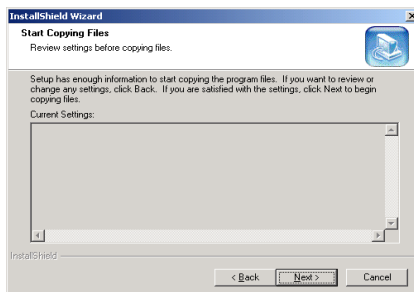 InstallShield Wizard
Start Copying Files
Review settings before copying files.
Setup has enough information to start copying the program files. If you want to review or
change any settings, click Back. If you are satisfied with the settings, click Next to begin
copying files.
Current Settings:
InstallShield
< Back
Next >
Cancel